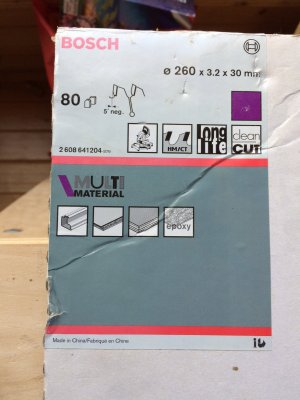 BOSCH
ø 260 x 3.2 x 30 mm
80
5° neg.
2 608 641 204
HM/CT
long
life
clean
CUT
MULTI
MATERIAL
epoxy
Made in China/Fabriqué en Chine